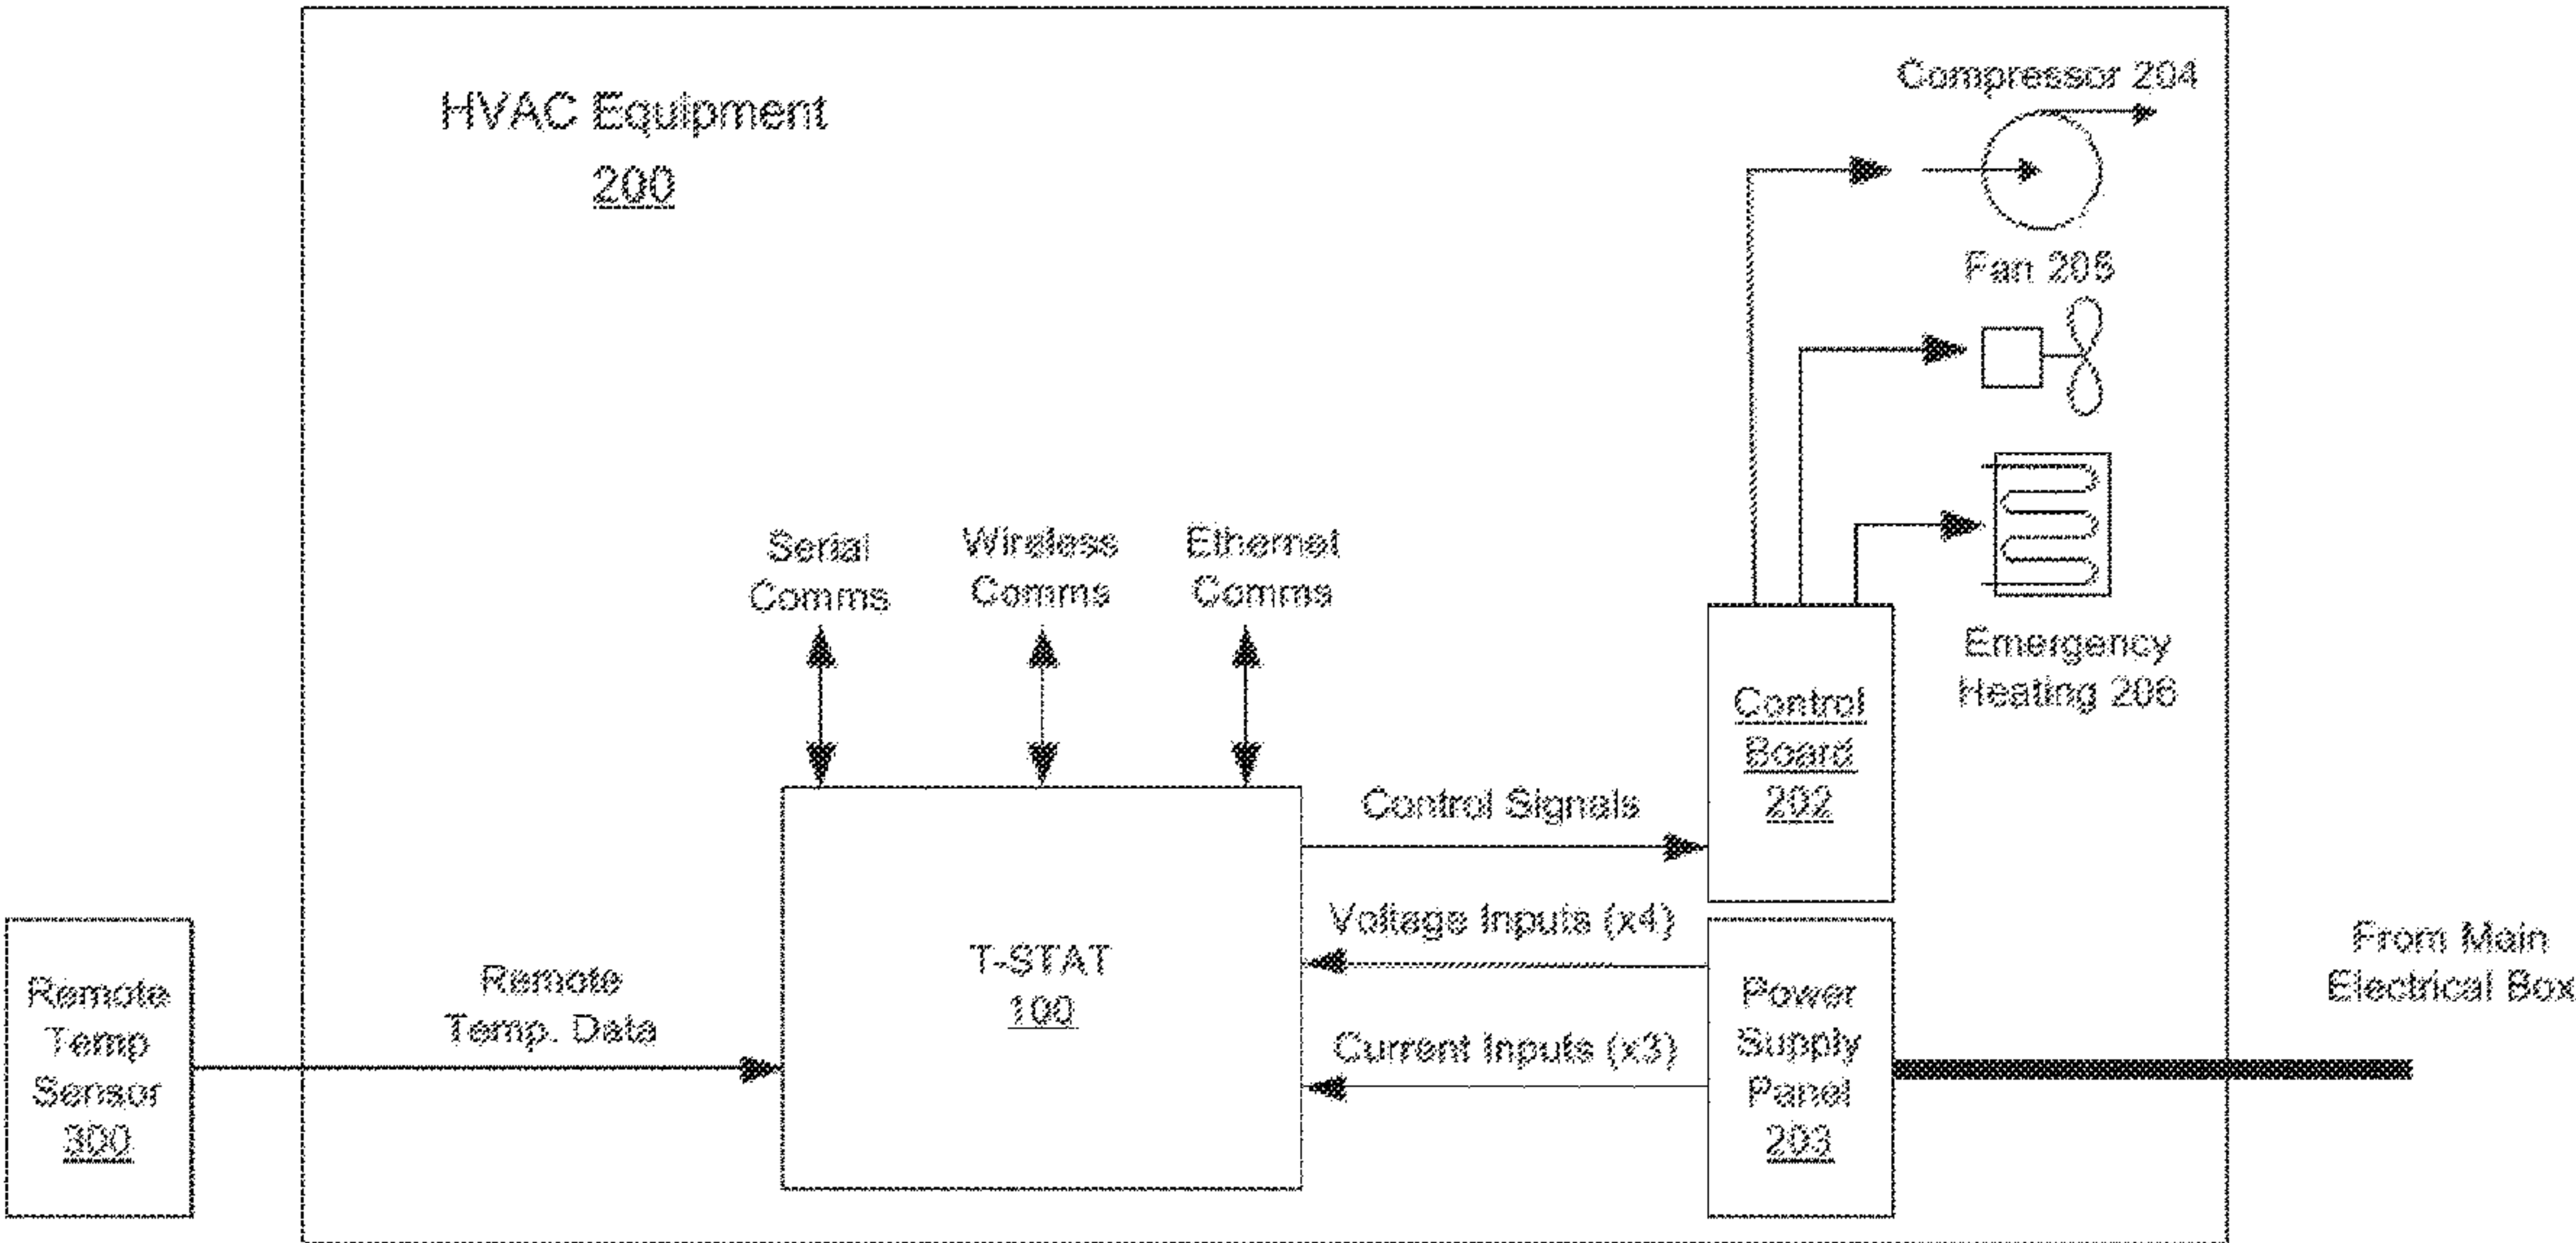 HVAC Equipment
200
Compressor 204
Fan 205
Emergency
Heating 206
Serial
Comms
Wireless
Comms
Ethernet
Comms
Control
Board
202
Control Signals
Voltage Inputs (x4)
Current Inputs (x3)
T-STAT
100
Remote
Temp. Data
Remote
Temp
Sensor
300
Power
Supply
Panel
203
From Main
Electrical Box